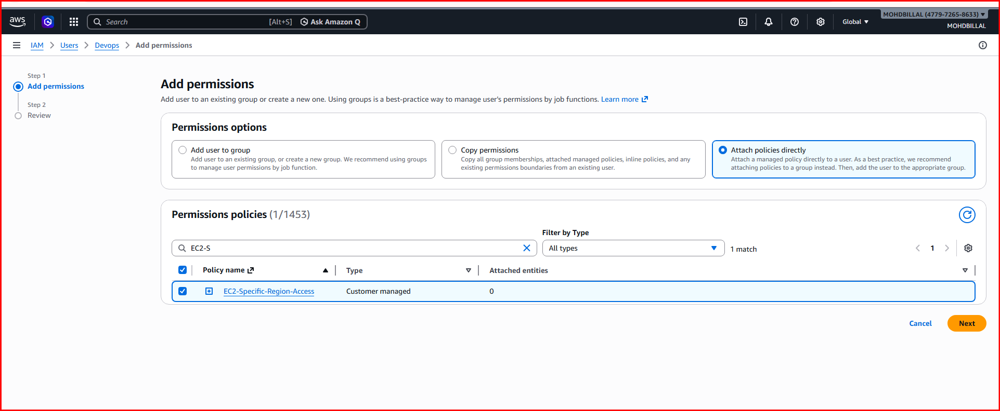 aws
Search
[Alt+S]
Ask Amazon Q
Global
MOHDBILLAL (4779-7265-8633)
MOHDBILLAL
IAM
Users
Devops
Add permissions
Step 1
Add permissions
Step 2
Review
Add permissions
Add user to an existing group or create a new one. Using groups is a best-practice way to manage user's permissions by job functions. Learn more
Permissions options
Add user to group
Add user to an existing group, or create a new group. We recommend using groups
to manage user permissions by job function.
Copy permissions
Copy all group memberships, attached managed policies, inline policies, and any
existing permissions boundaries from an existing user.
Attach policies directly
Attach a managed policy directly to a user. As a best practice, we recommend
attaching policies to a group instead. Then, add the user to the appropriate group.
Permissions policies (1/1453)
Filter by Type
EC2-S
All types
1 match
1
Policy name
Type
Attached entities
EC2-Specific-Region-Access
Customer managed
0
Cancel
Next